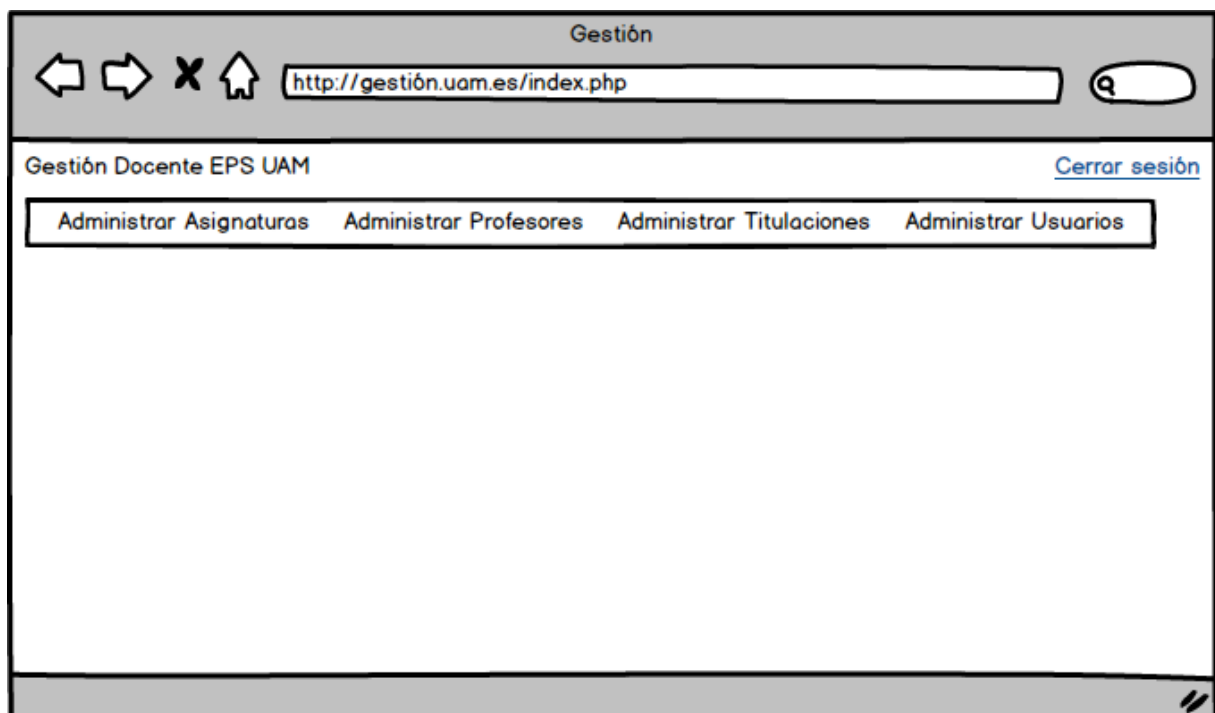 Gestión
http://gestión.uam.es/index.php
Gestión Docente EPS UAM Cerrar sesión
Administrar Asignaturas Administrar Profesores Administrar Titulaciones Administrar Usuarios